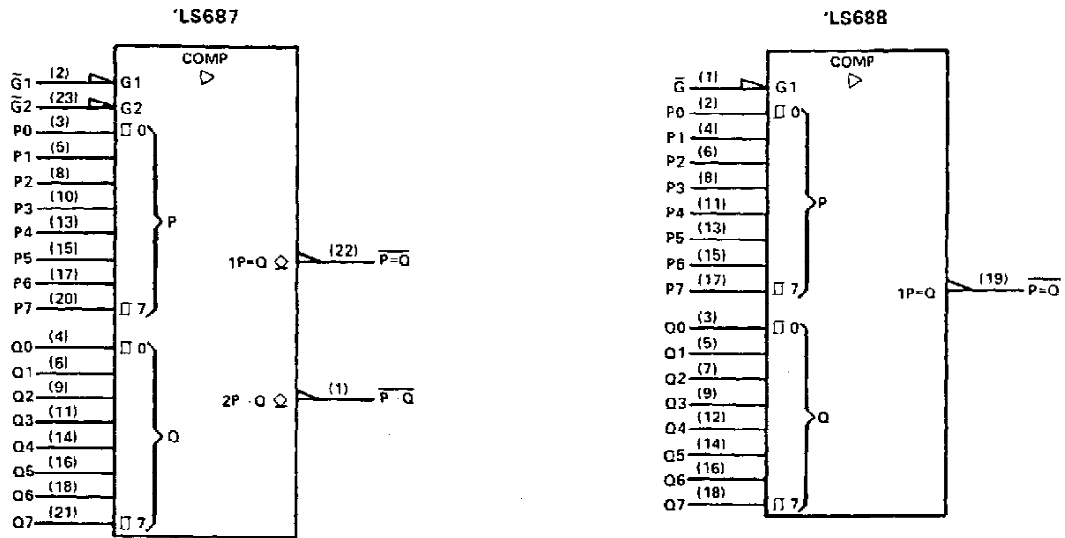 'LS687
COMP
▷
G̅1 (2) G1
G̅2 (23) G2
P0 (3) 0
P1 (5)
P2 (8)
P3 (10)
P4 (13) P
P5 (15)
P6 (17)
P7 (20) 7
1P=Q (22) P=Q
Q0 (4) 0
Q1 (6)
Q2 (9)
2P Q (1) P Q
Q3 (11)
Q4 (14) Q
Q5 (16)
Q6 (18)
Q7 (21) 7
'LS688
COMP
▷
G̅ (1) G1
P0 (2) 0
P1 (4)
P2 (6)
P3 (8) P
P4 (11)
P5 (13)
P6 (15)
P7 (17) 7
1P=Q (19) P=Q
Q0 (3) 0
Q1 (5)
Q2 (7)
Q3 (9) Q
Q4 (12)
Q5 (14)
Q6 (16)
Q7 (18) 7